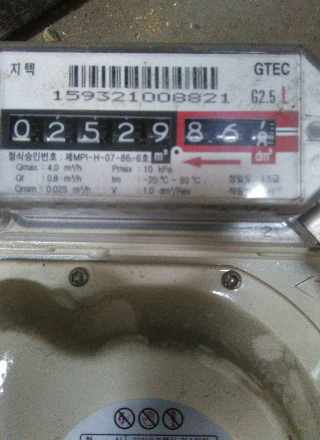 지텍 GTEC
159321008821 G2.5 L
02529 86
형식승인번호 : 제MPI-H-07-86-6호 m³ dm³
Qmax : 4.0 m³/h Pmax : 10 kPa
Qt : 0.8 m³/h tm : -20 ℃ ~ 60 ℃
Qmin : 0.025 m³/h V : 1.0 dm³/Rev